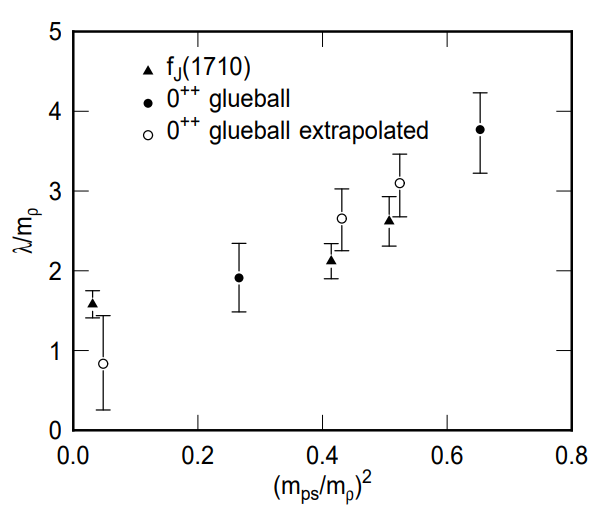 5
4
3
2
1
0
λ/mρ
fJ(1710)
0++ glueball
0++ glueball extrapolated
0.0 0.2 0.4 0.6 0.8
(mps/mρ)2